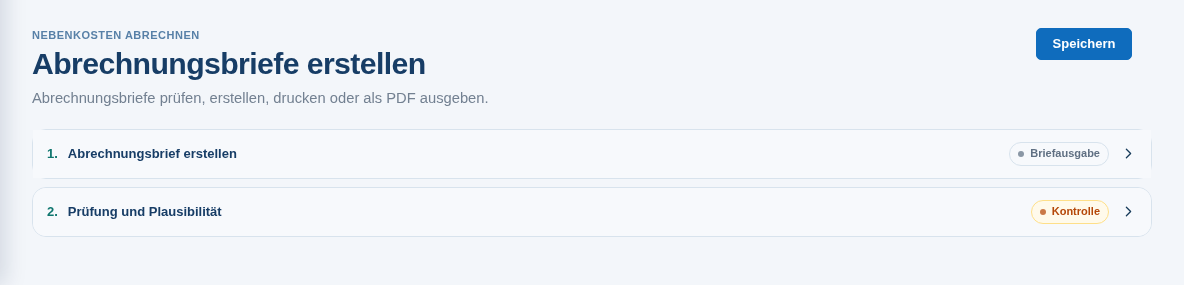 NEBENKOSTEN ABRECHNEN
Abrechnungsbriefe erstellen
Speichern
Abrechnungsbriefe prüfen, erstellen, drucken oder als PDF ausgeben.
1. Abrechnungsbrief erstellen Briefausgabe
2. Prüfung und Plausibilität Kontrolle